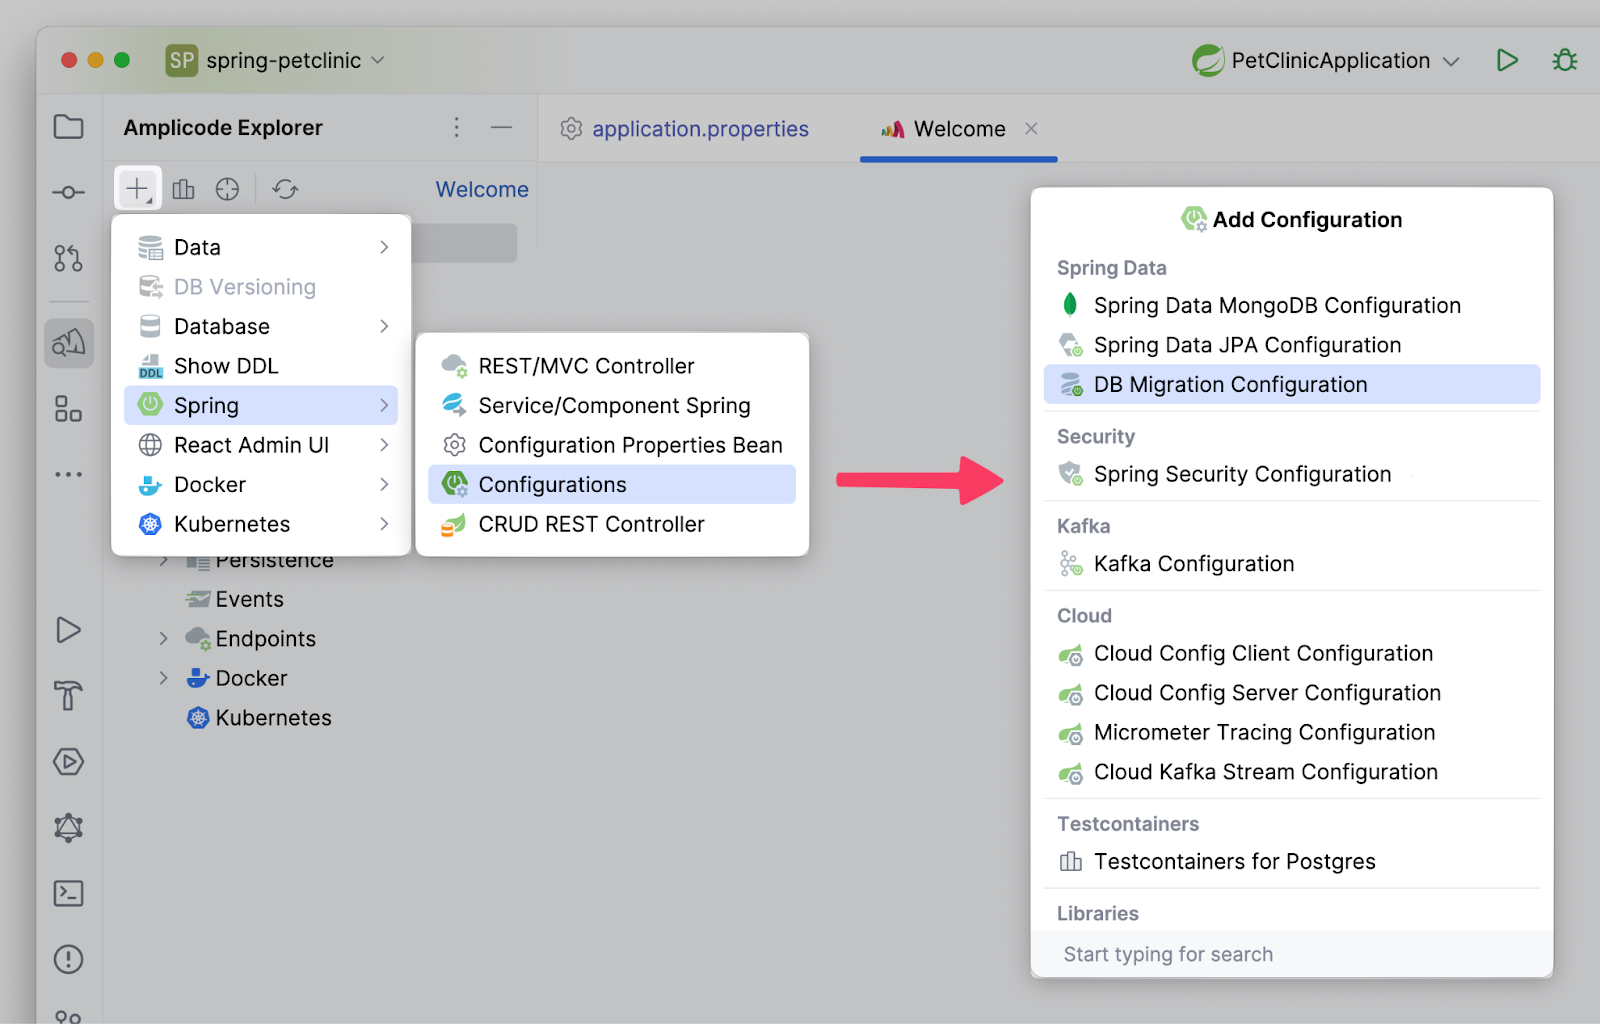 SP spring-petclinic
PetClinicApplication
Amplicode Explorer
application.properties
Welcome
Welcome
Data
DB Versioning
Database
DDL Show DDL
Spring
React Admin UI
Docker
Kubernetes
REST/MVC Controller
Service/Component Spring
Configuration Properties Bean
Configurations
CRUD REST Controller
Persistence
Events
Endpoints
Docker
Kubernetes
Add Configuration
Spring Data
Spring Data MongoDB Configuration
Spring Data JPA Configuration
DB Migration Configuration
Security
Spring Security Configuration
Kafka
Kafka Configuration
Cloud
Cloud Config Client Configuration
Cloud Config Server Configuration
Micrometer Tracing Configuration
Cloud Kafka Stream Configuration
Testcontainers
Testcontainers for Postgres
Libraries
Start typing for search